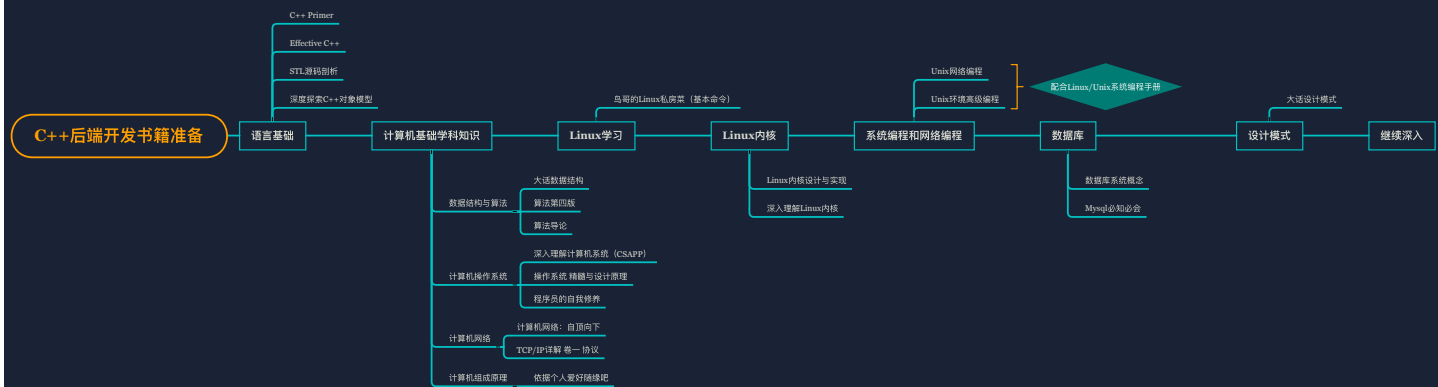 C++后端开发书籍准备
语言基础
C++ Primer
Effective C++
STL源码剖析
深度探索C++对象模型
计算机基础学科知识
数据结构与算法
大话数据结构
算法第四版
算法导论
计算机操作系统
深入理解计算机系统（CSAPP）
操作系统 精髓与设计原理
程序员的自我修养
计算机网络
计算机网络：自顶向下
TCP/IP详解 卷一 协议
计算机组成原理
依据个人爱好随缘吧
Linux学习
鸟哥的Linux私房菜（基本命令）
Linux内核
Linux内核设计与实现
深入理解Linux内核
系统编程和网络编程
Unix网络编程
Unix环境高级编程
配合Linux/Unix系统编程手册
数据库
数据库系统概念
Mysql必知必会
设计模式
大话设计模式
继续深入